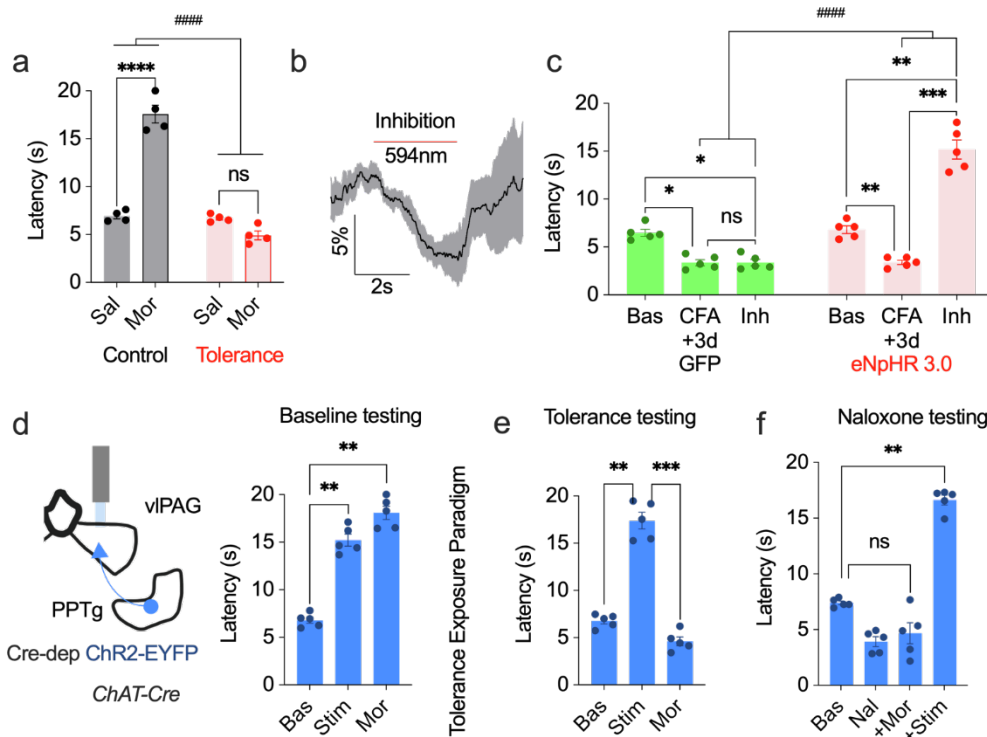 ####
a
****
20
15
10
5
0
Latency (s)
ns
Sal
Mor
Sal
Mor
Control
Tolerance
b
Inhibition
594nm
5%
2s
####
c
**
***
*
*
ns
**
20
15
10
5
0
Latency (s)
Bas
CFA
+3d
Inh
GFP
Bas
CFA
+3d
Inh
eNpHR 3.0
d
vlPAG
PPTg
Cre-dep ChR2-EYFP
ChAT-Cre
Baseline testing
**
**
20
15
10
5
0
Latency (s)
Bas
Stim
Mor
Tolerance Exposure Paradigm
e
Tolerance testing
**
***
20
15
10
5
0
Latency (s)
Bas
Stim
Mor
f
Naloxone testing
**
ns
20
15
10
5
0
Latency (s)
Bas
Nal
+Mor
+Stim